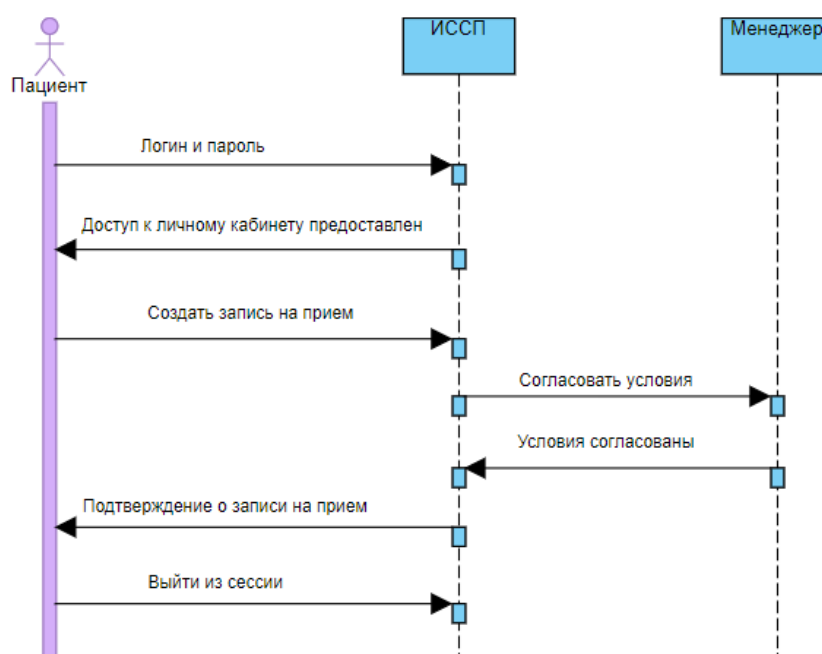 ИССП
Менеджер
Пациент
Логин и пароль
Доступ к личному кабинету предоставлен
Создать запись на прием
Согласовать условия
Условия согласованы
Подтверждение о записи на прием
Выйти из сессии